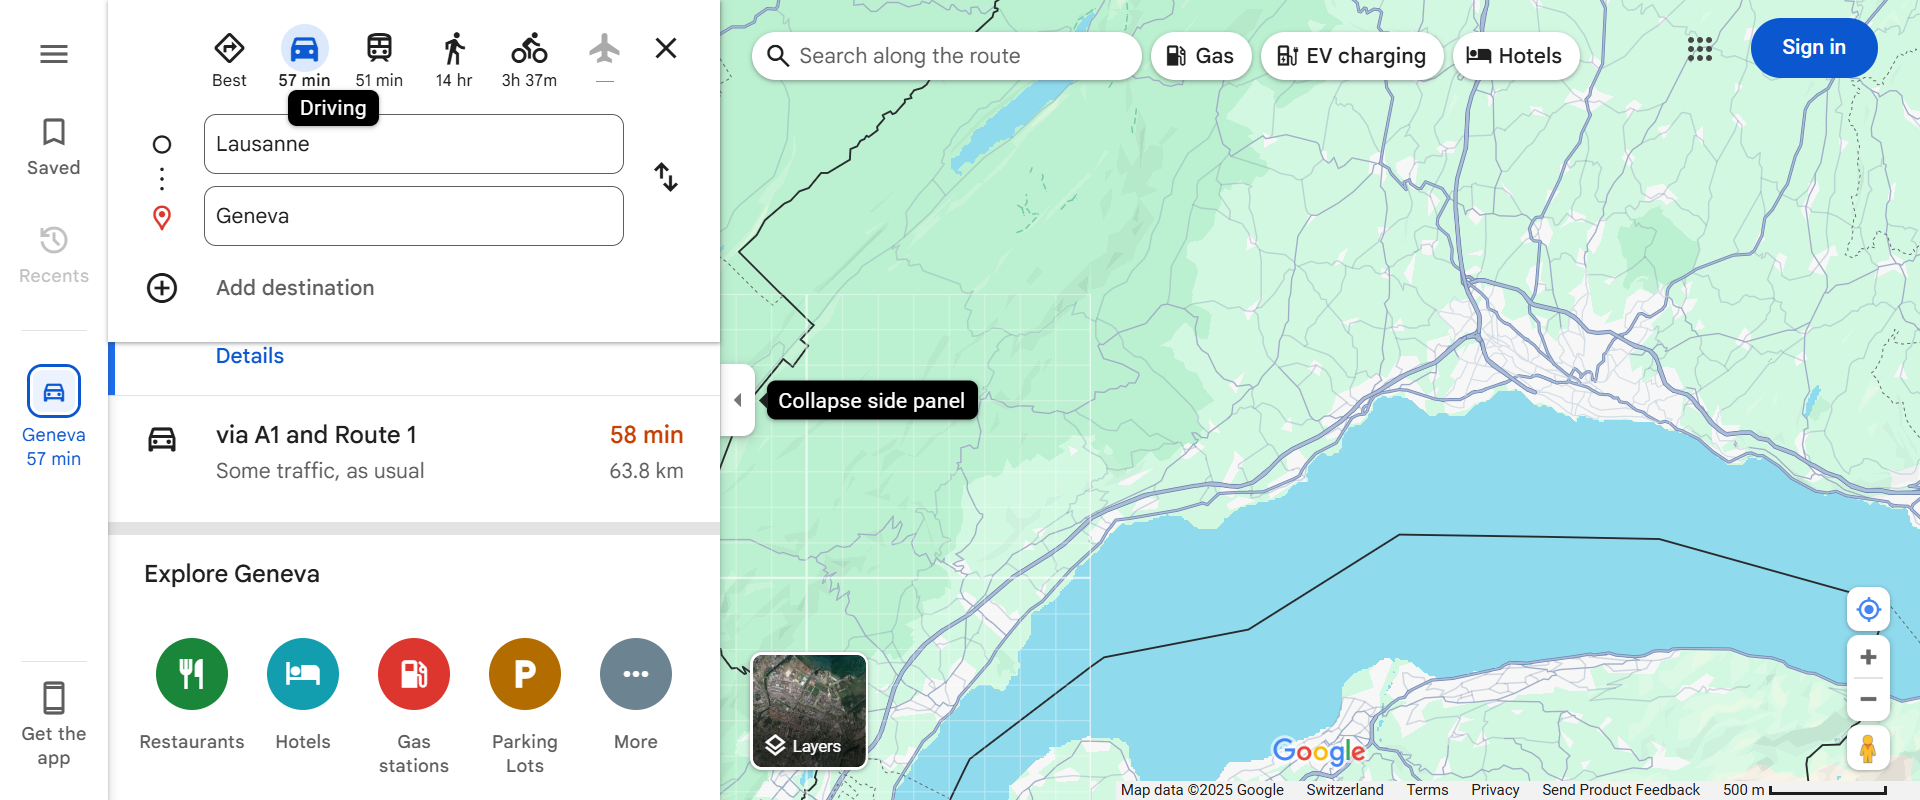 Best
57 min
51 min
14 hr
3h 37m
—
Driving
Lausanne
Geneva
Add destination
Details
via A1 and Route 1
58 min
Some traffic, as usual
63.8 km
Explore Geneva
Restaurants
Hotels
Gas
stations
Parking
Lots
More
Saved
Recents
Geneva
57 min
Get the
app
Search along the route
Gas
EV charging
Hotels
Sign in
Collapse side panel
Layers
Google
Map data ©2025 Google
Switzerland
Terms
Privacy
Send Product Feedback
500 m